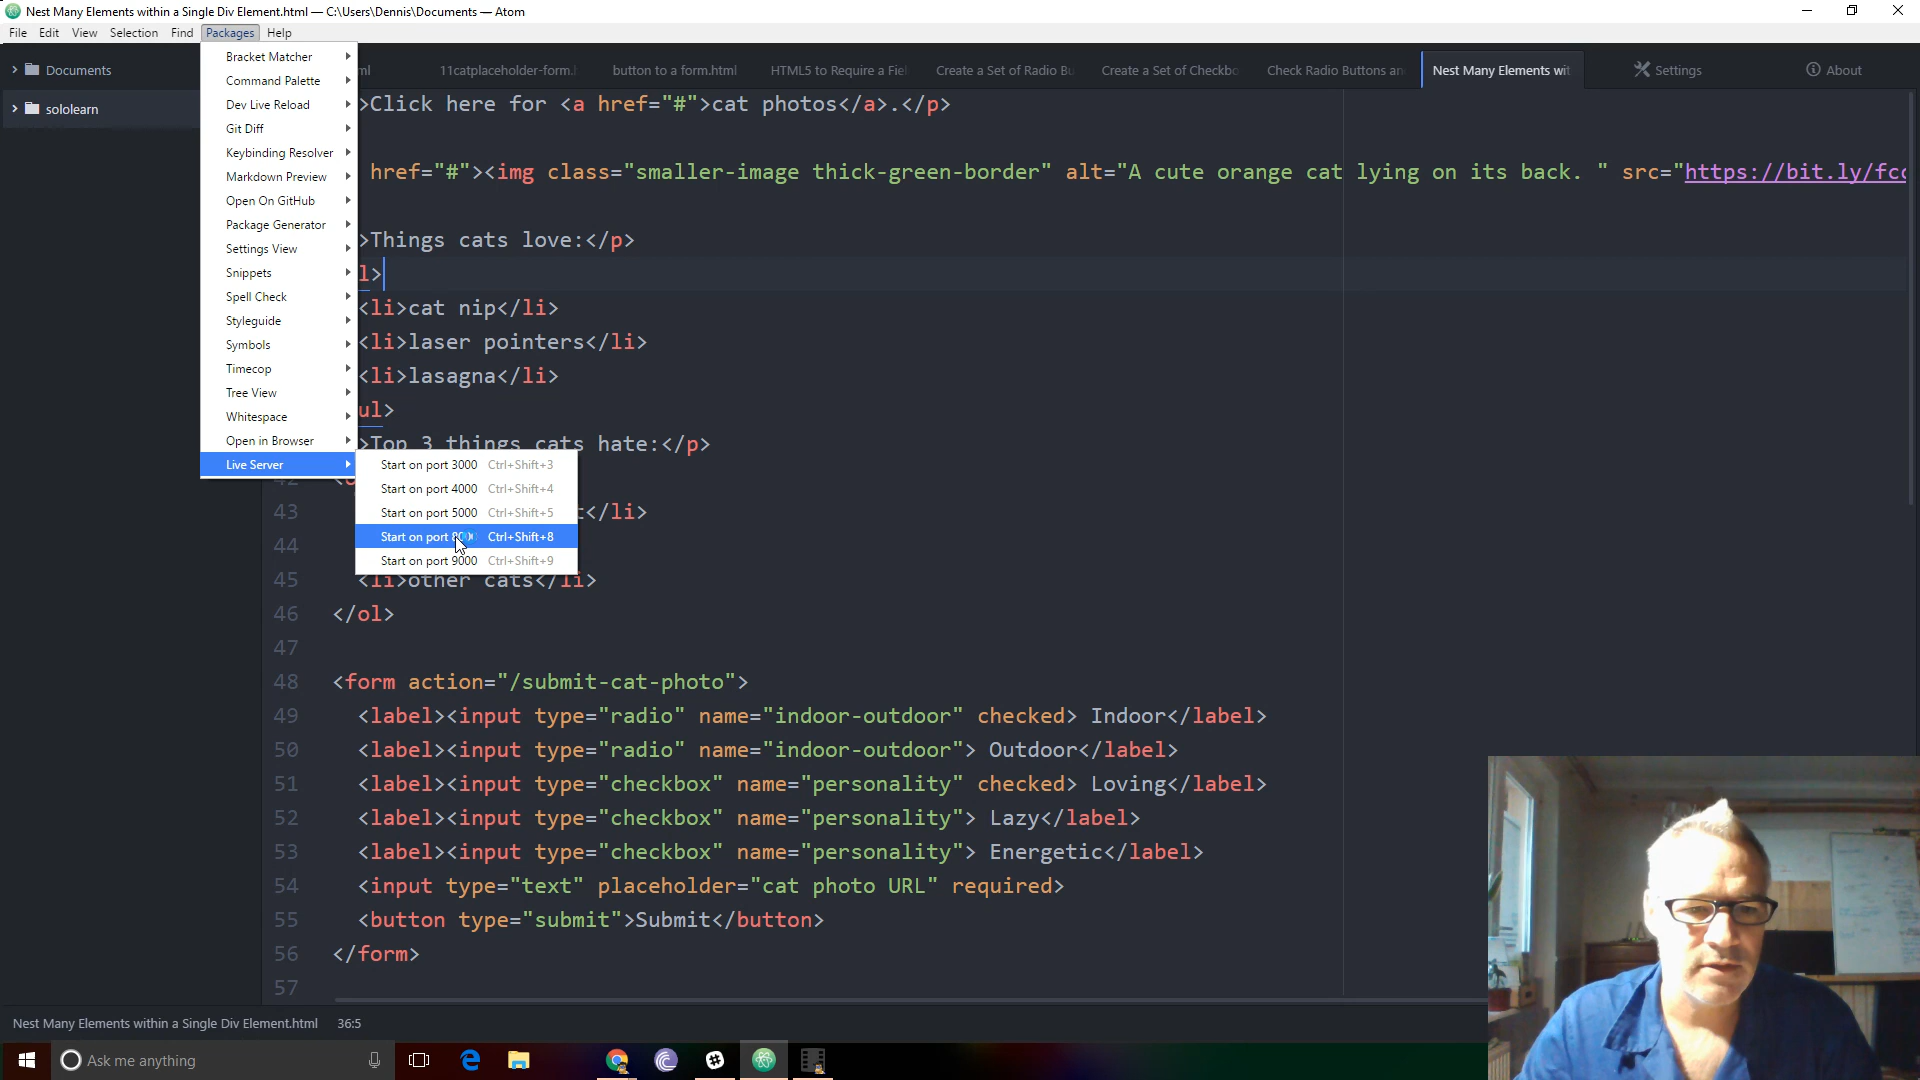 Nest Many Elements within a Single Div Element.html — C:\Users\Dennis\Documents — Atom
File Edit View Selection Find Packages Help
Documents
sololearn
ml 11catplaceholder-form.h button to a form.html HTML5 to Require a Fiel Create a Set of Radio Bu Create a Set of Checkbo Check Radio Buttons an Nest Many Elements wit Settings About
Bracket Matcher
Command Palette
Dev Live Reload
Git Diff
Keybinding Resolver
Markdown Preview
Open On GitHub
Package Generator
Settings View
Snippets
Spell Check
Styleguide
Symbols
Timecop
Tree View
Whitespace
Open in Browser
Live Server
Start on port 3000 Ctrl+Shift+3
Start on port 4000 Ctrl+Shift+4
Start on port 5000 Ctrl+Shift+5
Start on port Ctrl+Shift+8
Start on port 9000 Ctrl+Shift+9
>Click here for <a href="#">cat photos</a>.</p>
href="#"><img class="smaller-image thick-green-border" alt="A cute orange cat lying on its back. " src="https://bit.ly/fcc
>Things cats love:</p>
l>
<li>cat nip</li>
<li>laser pointers</li>
<li>lasagna</li>
ul>
>Top 3 things cats hate:</p>
42
43 t</li>
44
45 <li>other cats</li>
46 </ol>
47
48 <form action="/submit-cat-photo">
49 <label><input type="radio" name="indoor-outdoor" checked> Indoor</label>
50 <label><input type="radio" name="indoor-outdoor"> Outdoor</label>
51 <label><input type="checkbox" name="personality" checked> Loving</label>
52 <label><input type="checkbox" name="personality"> Lazy</label>
53 <label><input type="checkbox" name="personality"> Energetic</label>
54 <input type="text" placeholder="cat photo URL" required>
55 <button type="submit">Submit</button>
56 </form>
57
Nest Many Elements within a Single Div Element.html 36:5
Ask me anything